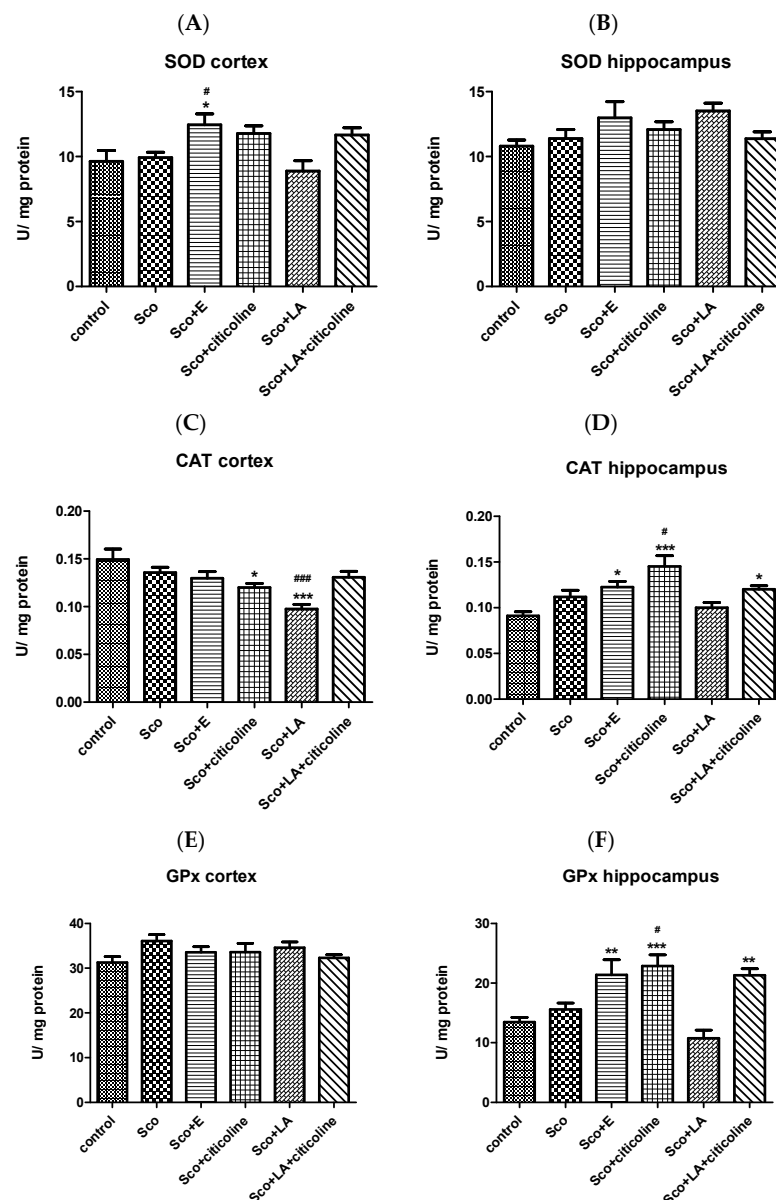 (A)
SOD cortex
U/ mg protein
15
10
5
0
#
*
control
Sco
Sco+E
Sco+citicoline
Sco+LA
Sco+LA+citicoline
(B)
SOD hippocampus
U/ mg protein
15
10
5
0
control
Sco
Sco+E
Sco+citicoline
Sco+LA
Sco+LA+citicoline
(C)
CAT cortex
U/ mg protein
0.20
0.15
0.10
0.05
0.00
*
###
***
control
Sco
Sco+E
Sco+citicoline
Sco+LA
Sco+LA+citicoline
(D)
CAT hippocampus
U/ mg protein
0.20
0.15
0.10
0.05
0.00
*
#
***
*
control
Sco
Sco+E
Sco+citicoline
Sco+LA
Sco+LA+citicoline
(E)
GPx cortex
U/ mg protein
40
30
20
10
0
control
Sco
Sco+E
Sco+citicoline
Sco+LA
Sco+LA+citicoline
(F)
GPx hippocampus
U/ mg protein
30
20
10
0
**
#
***
**
control
Sco
Sco+E
Sco+citicoline
Sco+LA
Sco+LA+citicoline